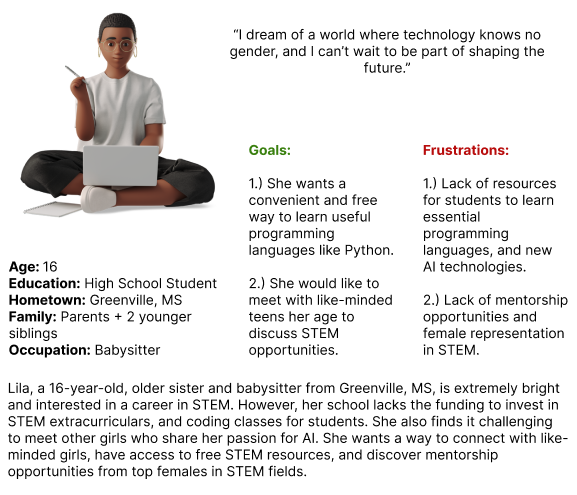 “I dream of a world where technology knows no
gender, and I can’t wait to be part of shaping the
future.”
Goals:
1.) She wants a
convenient and free
way to learn useful
programming
languages like Python.
2.) She would like to
meet with like-minded
teens her age to
discuss STEM
opportunities.
Frustrations:
1.) Lack of resources
for students to learn
essential
programming
languages, and new
AI technologies.
2.) Lack of mentorship
opportunities and
female representation
in STEM.
Age: 16
Education: High School Student
Hometown: Greenville, MS
Family: Parents + 2 younger
siblings
Occupation: Babysitter
Lila, a 16-year-old, older sister and babysitter from Greenville, MS, is extremely bright
and interested in a career in STEM. However, her school lacks the funding to invest in
STEM extracurriculars, and coding classes for students. She also finds it challenging
to meet other girls who share her passion for AI. She wants a way to connect with like-
minded girls, have access to free STEM resources, and discover mentorship
opportunities from top females in STEM fields.